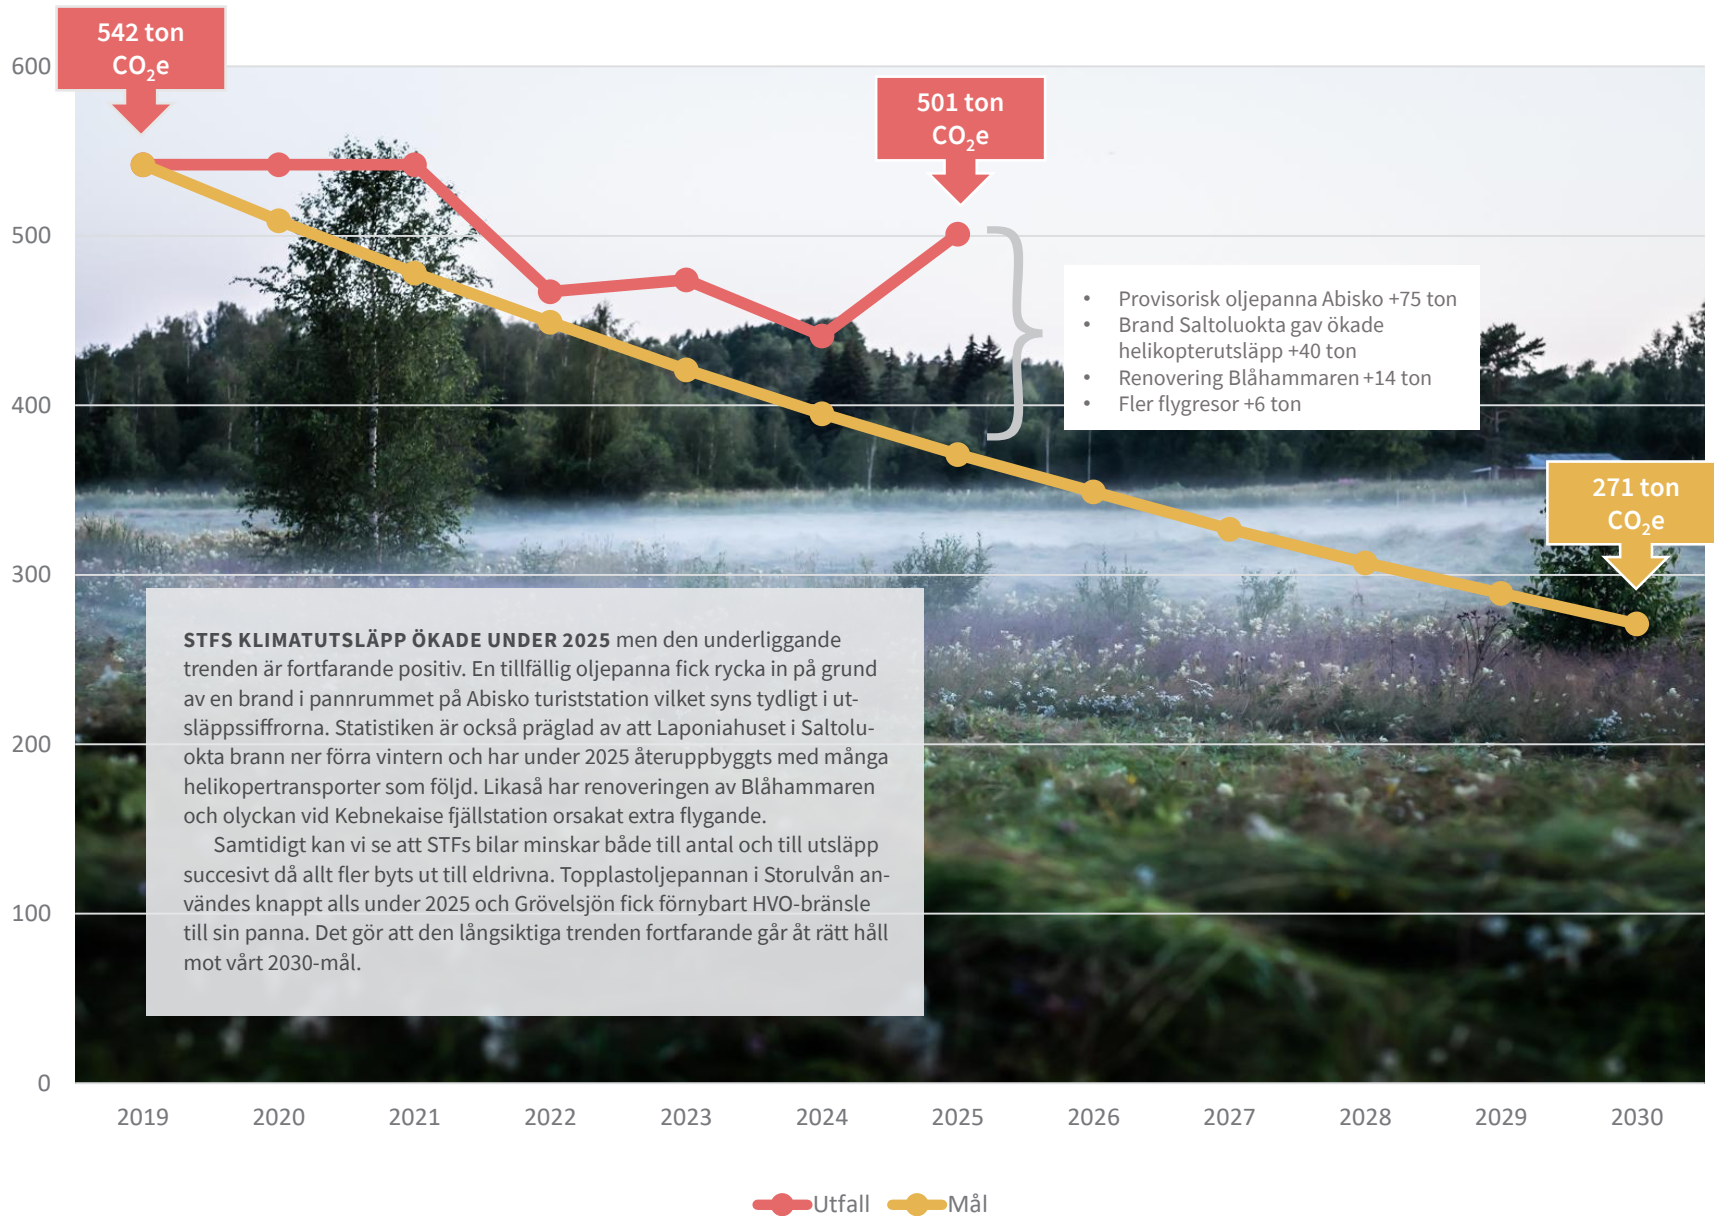 542 ton
CO₂e
501 ton
CO₂e
600
500
400
300
200
100
0
• Provisorisk oljepanna Abisko +75 ton
• Brand Saltoluokta gav ökade
helikopterutsläpp +40 ton
• Renovering Blåhammaren +14 ton
• Fler flygresor +6 ton
271 ton
CO₂e
STFS KLIMATUTSLÄPP ÖKADE UNDER 2025 men den underliggande
trenden är fortfarande positiv. En tillfällig oljepanna fick rycka in på grund
av en brand i pannrummet på Abisko turiststation vilket syns tydligt i ut-
släppssiffrorna. Statistiken är också präglad av att Laponiahuset i Saltolu-
okta brann ner förra vintern och har under 2025 återuppbyggts med många
helikopertransporter som följd. Likaså har renoveringen av Blåhammaren
och olyckan vid Kebnekaise fjällstation orsakat extra flygande.
Samtidigt kan vi se att STFs bilar minskar både till antal och till utsläpp
succesivt då allt fler byts ut till eldrivna. Topplastoljepannan i Storulvån an-
vändes knappt alls under 2025 och Grövelsjön fick förnybart HVO-bränsle
till sin panna. Det gör att den långsiktiga trenden fortfarande går åt rätt håll
mot vårt 2030-mål.
2019 2020 2021 2022 2023 2024 2025 2026 2027 2028 2029 2030
Utfall Mål